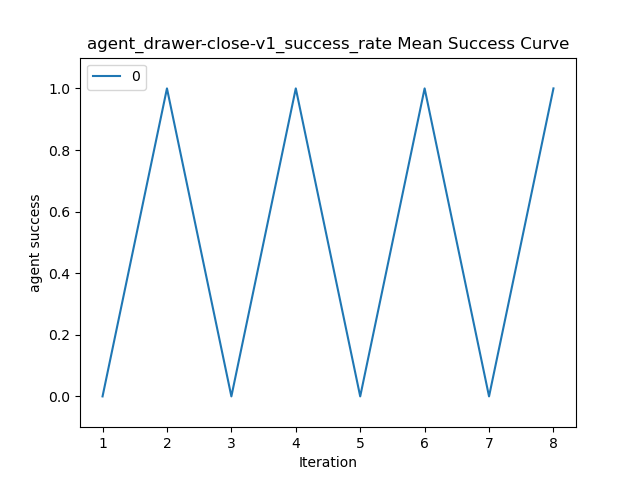 agent_drawer-close-v1_success_rate Mean Success Curve
0
1.0
0.8
0.6
0.4
0.2
0.0
agent success
1 2 3 4 5 6 7 8
Iteration